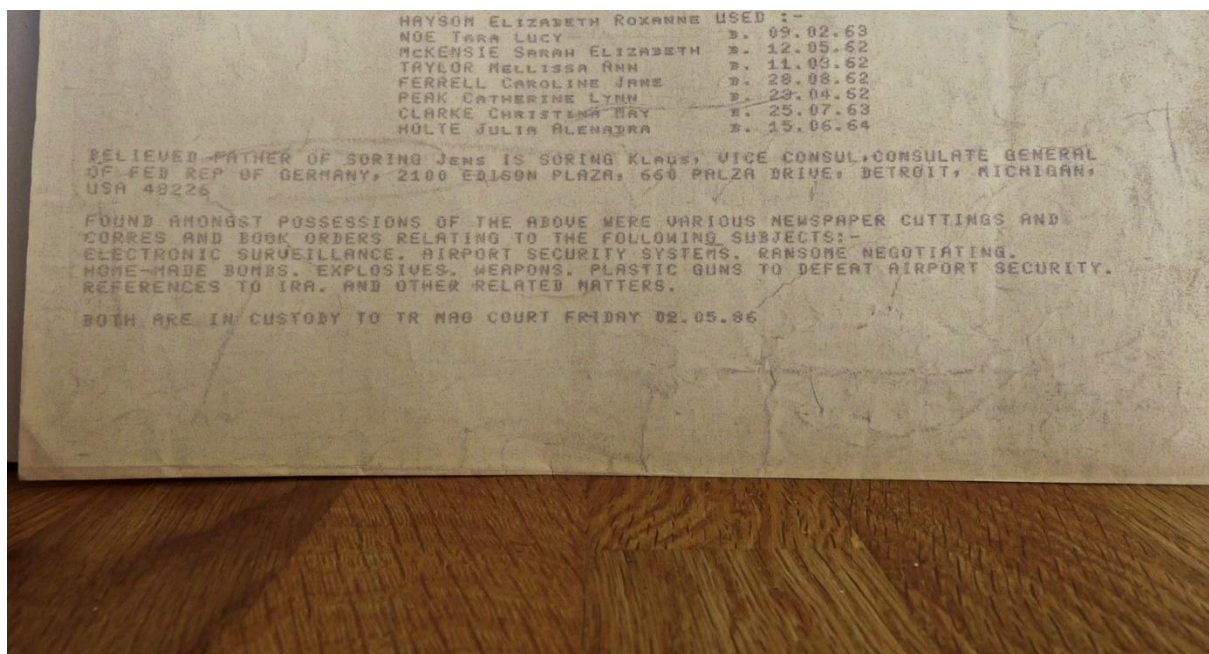 HAYSOM ELIZABETH ROXANNE USED :-
NOE TARA LUCY B. 09.02.63
McKENSIE SARAH ELIZABETH B. 12.05.62
TAYLOR MELLISSA ANN B. 11.03.62
FERRELL CAROLINE JANE B. 28.08.62
PEAK CATHERINE LYNN B. 23.04.62
CLARKE CHRISTINA MAY B. 25.07.63
HOLTE JULIA ALENADRA B. 15.06.64
BELIEVED FATHER OF SORING JENS IS SORING KLAUS, VICE CONSUL,CONSULATE GENERAL
OF FED REP OF GERMANY, 2100 EDISON PLAZA, 660 PALZA DRIVE, DETROIT, MICHIGAN,
USA 48226
FOUND AMONGST POSSESSIONS OF THE ABOVE WERE VARIOUS NEWSPAPER CUTTINGS AND
CORRES AND BOOK ORDERS RELATING TO THE FOLLOWING SUBJECTS:-
ELECTRONIC SURVEILLANCE. AIRPORT SECURITY SYSTEMS. RANSOME NEGOTIATING.
HOME-MADE BOMBS. EXPLOSIVES. WEAPONS. PLASTIC GUNS TO DEFEAT AIRPORT SECURITY.
REFERENCES TO IRA. AND OTHER RELATED MATTERS.
BOTH ARE IN CUSTODY TO TR MAG COURT FRIDAY 02.05.86